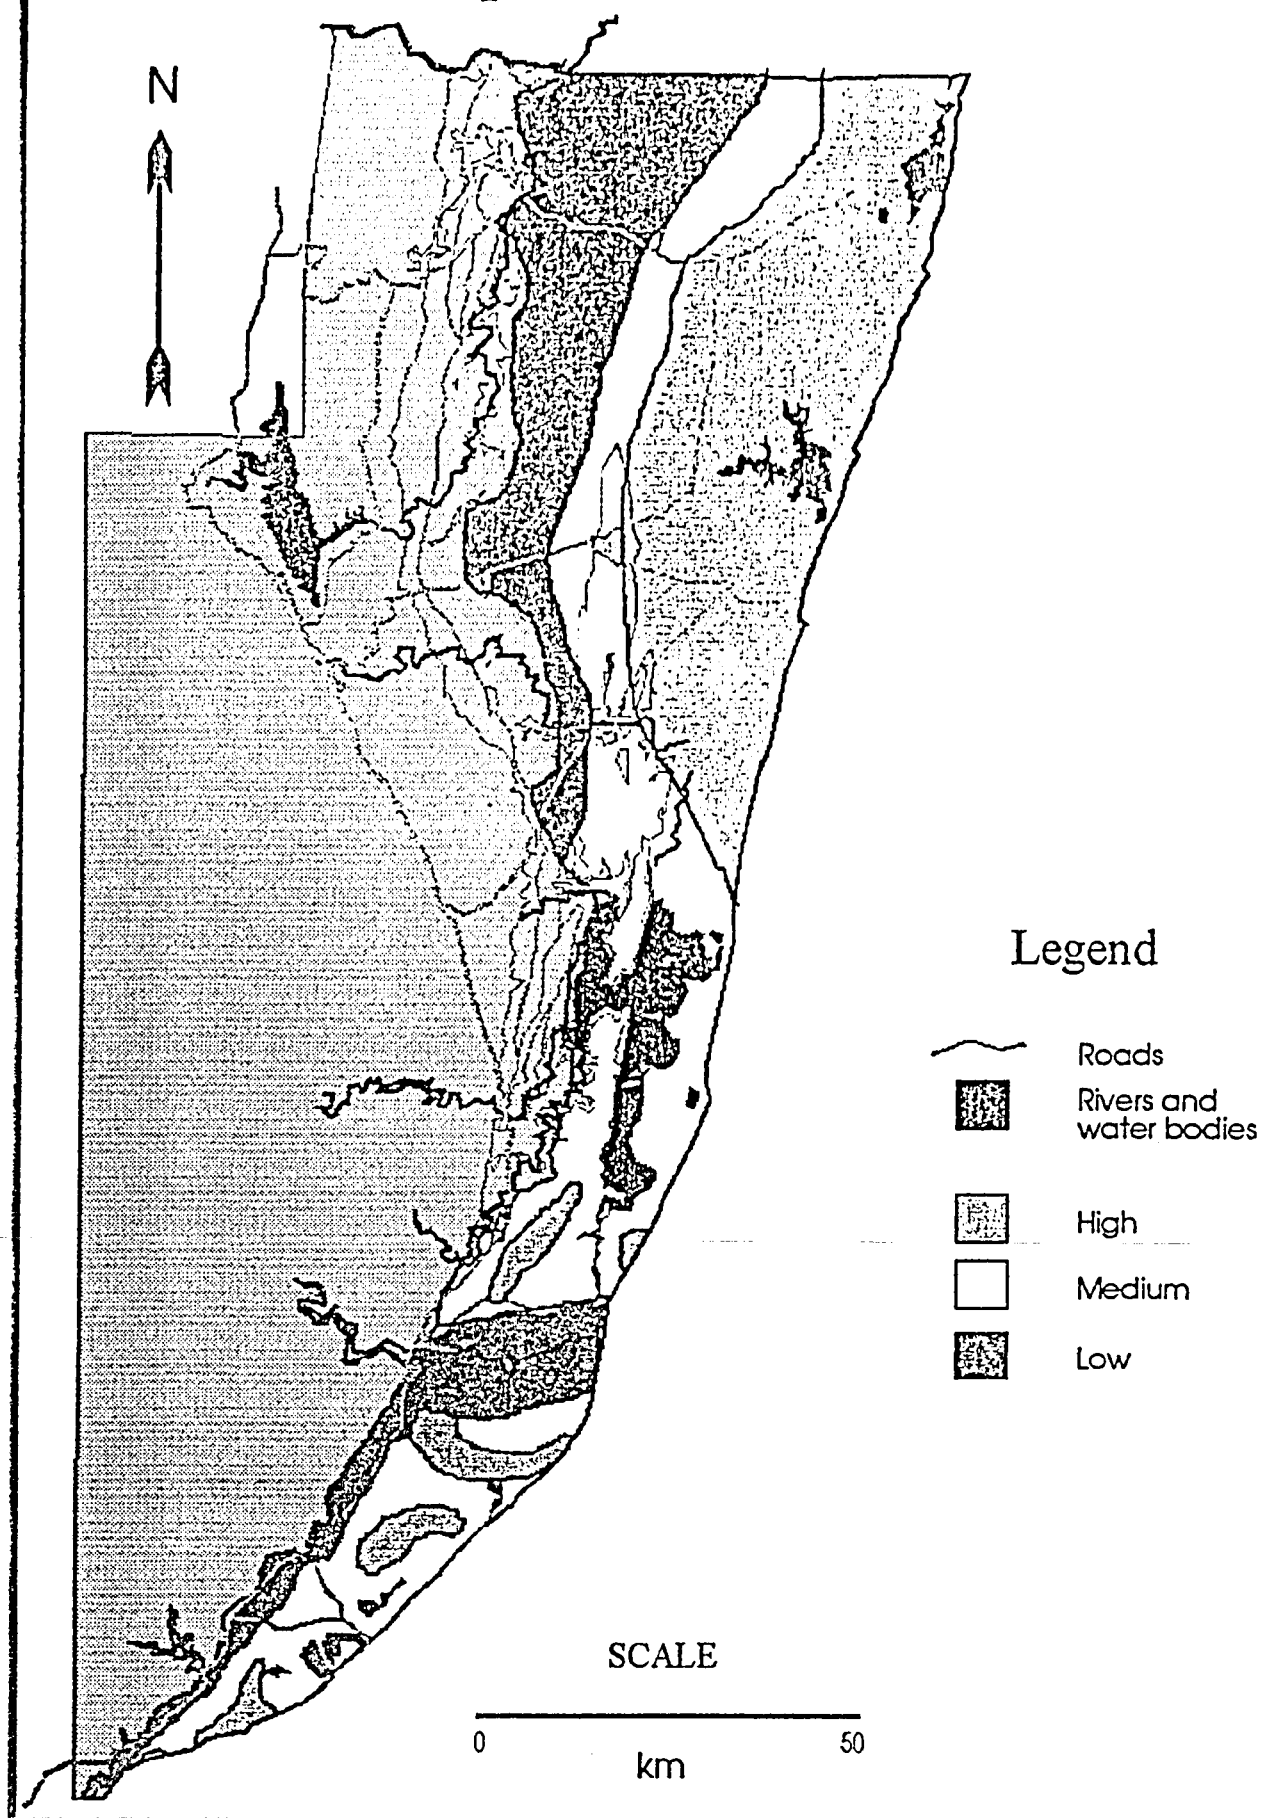 N
Legend
Roads
Rivers and
water bodies
High
Medium
Low
SCALE
0 50
km